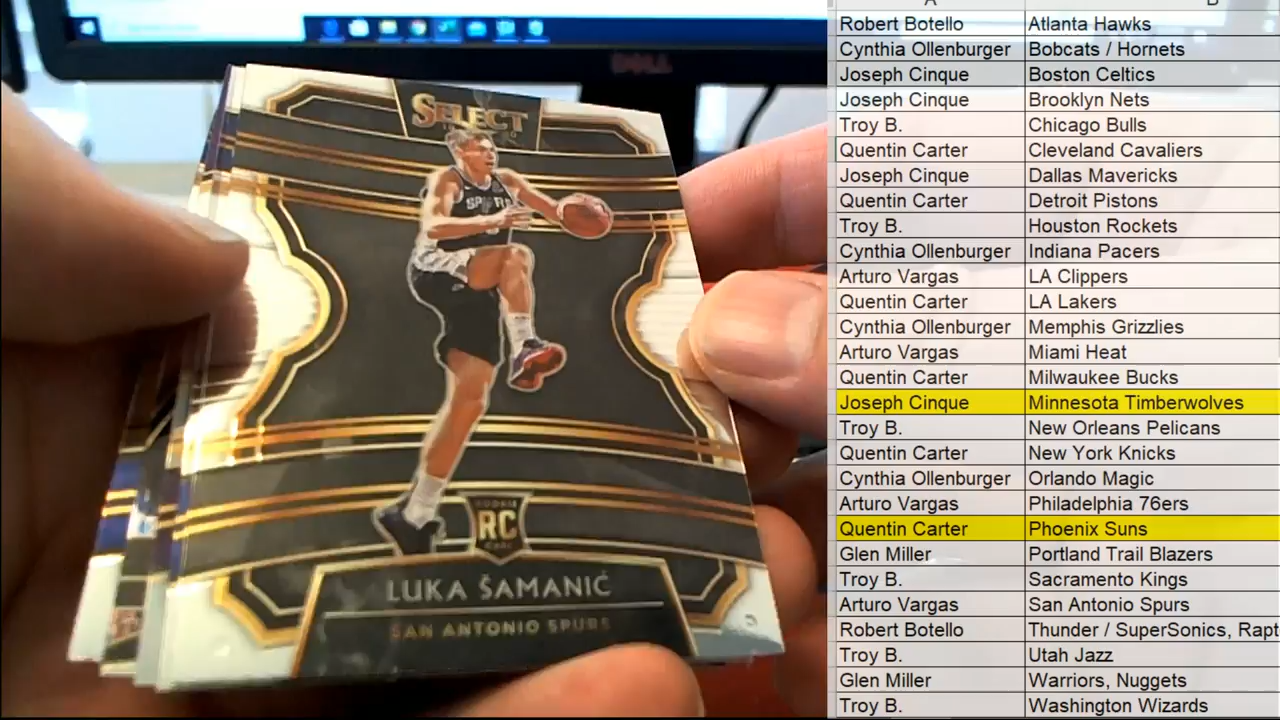 DELL
SELECT
SPURS
ROOKIE
RC
CARD
LUKA ŠAMANIĆ
SAN ANTONIO SPURS
A B
Robert Botello Atlanta Hawks
Cynthia Ollenburger Bobcats / Hornets
Joseph Cinque Boston Celtics
Joseph Cinque Brooklyn Nets
Troy B. Chicago Bulls
Quentin Carter Cleveland Cavaliers
Joseph Cinque Dallas Mavericks
Quentin Carter Detroit Pistons
Troy B. Houston Rockets
Cynthia Ollenburger Indiana Pacers
Arturo Vargas LA Clippers
Quentin Carter LA Lakers
Cynthia Ollenburger Memphis Grizzlies
Arturo Vargas Miami Heat
Quentin Carter Milwaukee Bucks
Joseph Cinque Minnesota Timberwolves
Troy B. New Orleans Pelicans
Quentin Carter New York Knicks
Cynthia Ollenburger Orlando Magic
Arturo Vargas Philadelphia 76ers
Quentin Carter Phoenix Suns
Glen Miller Portland Trail Blazers
Troy B. Sacramento Kings
Arturo Vargas San Antonio Spurs
Robert Botello Thunder / SuperSonics, Rapt
Troy B. Utah Jazz
Glen Miller Warriors, Nuggets
Troy B. Washington Wizards